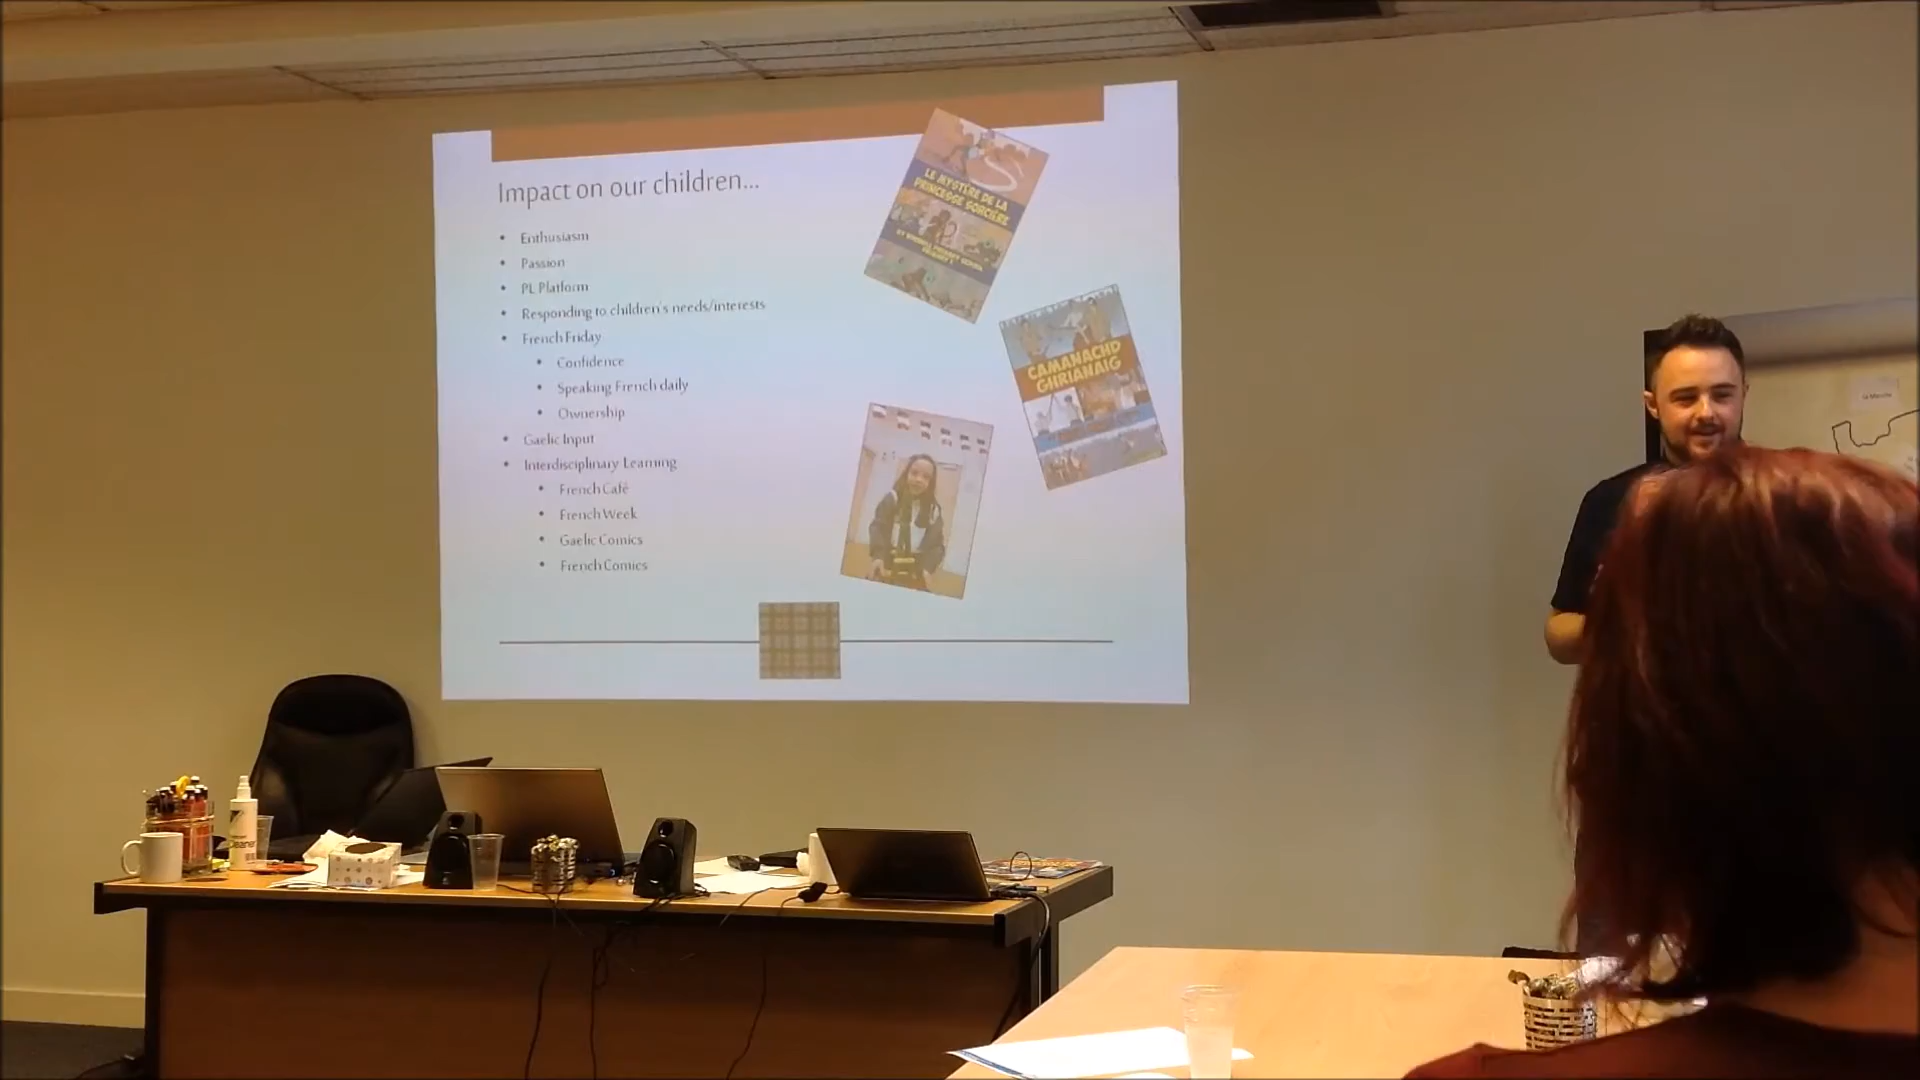 Impact on our children...
• Enthusiasm
• Passion
• PL Platform
• Responding to children's needs/interests
• French Friday
• Confidence
• Speaking French daily
• Ownership
• Gaelic Input
• Interdisciplinary Learning
• French Café
• French Week
• Gaelic Comics
• French Comics
LE MYSTÈRE DE LA
PRINCESSE SORCIÈRE
CAMANACHD
GHRIANAIG